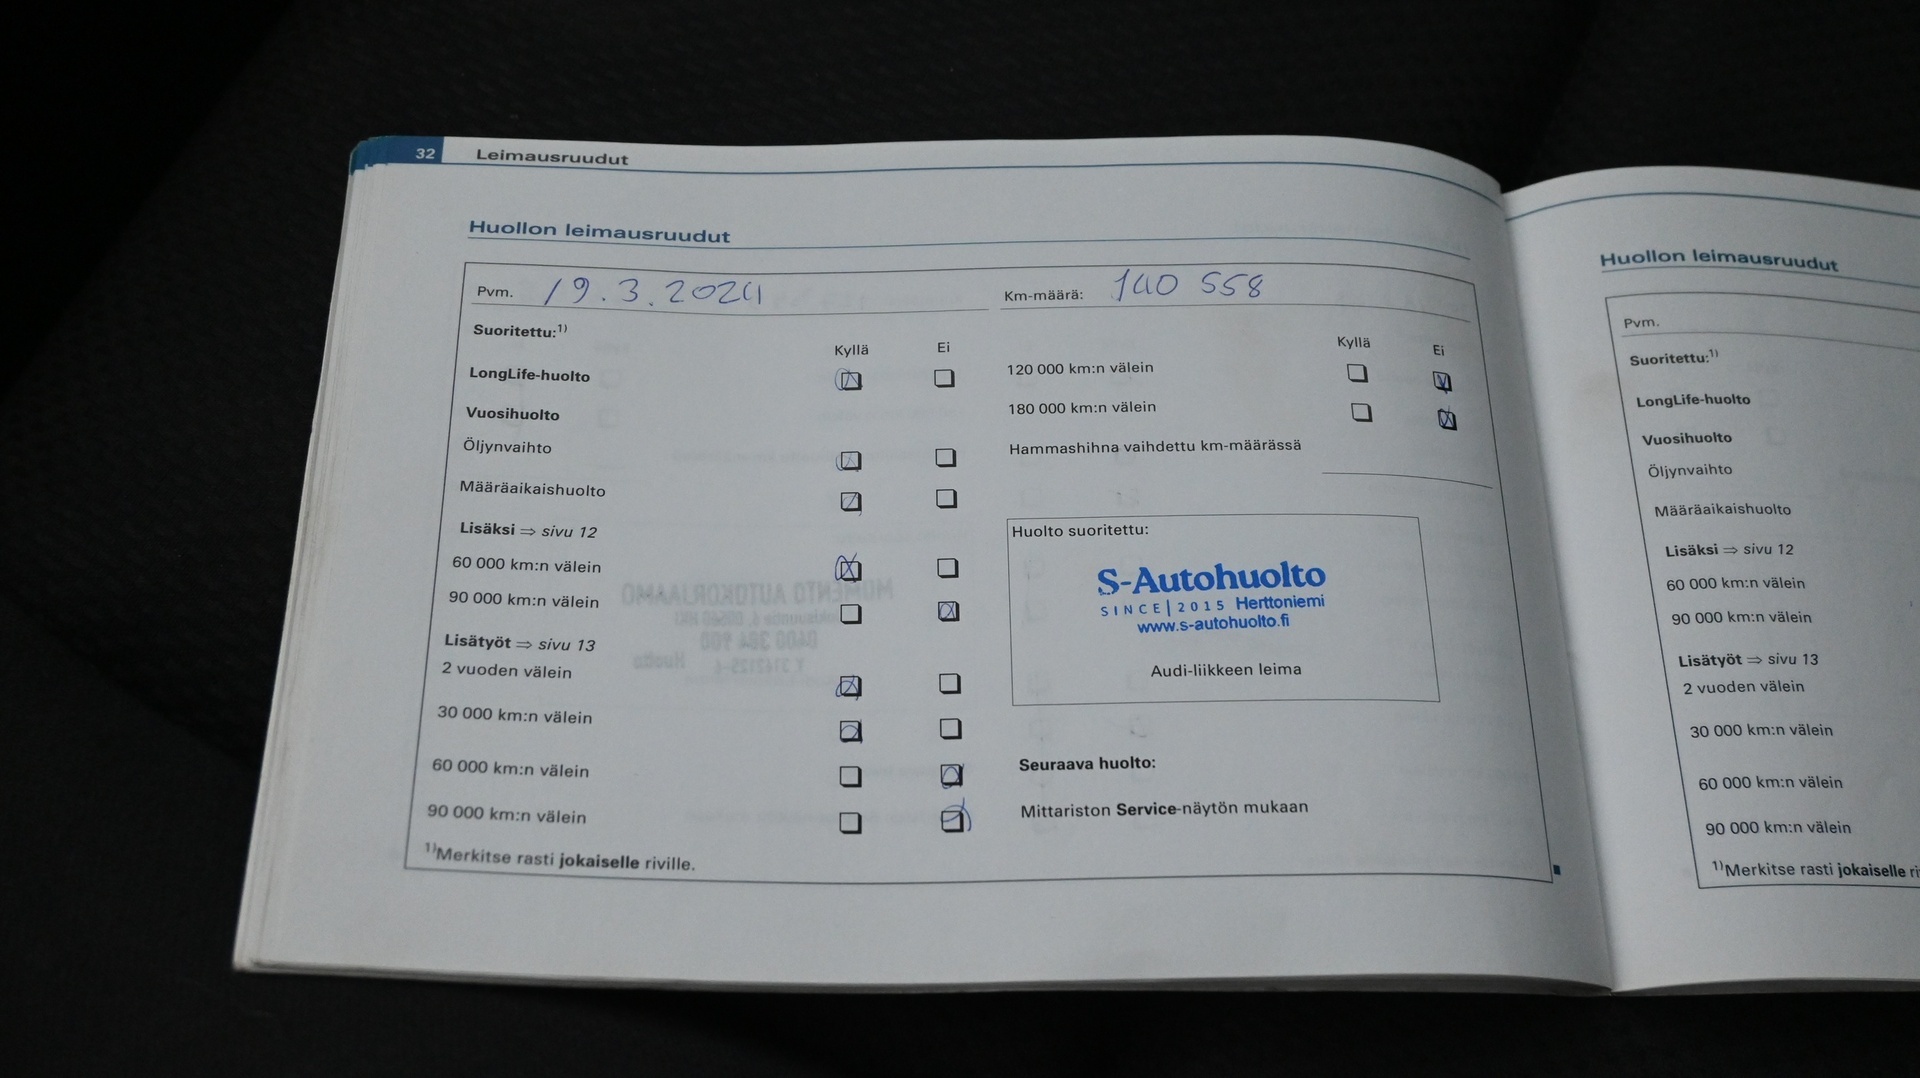 32 Leimausruudut
Huollon leimausruudut
Pvm. 19.3.2024
Km-määrä: 140 558
Suoritettu:1)
Kyllä Ei
LongLife-huolto
Vuosihuolto
Öljynvaihto
Määräaikaishuolto
Lisäksi ⇒ sivu 12
60 000 km:n välein
90 000 km:n välein
Lisätyöt ⇒ sivu 13
2 vuoden välein
30 000 km:n välein
60 000 km:n välein
90 000 km:n välein
1)Merkitse rasti jokaiselle riville.
Kyllä Ei
120 000 km:n välein
180 000 km:n välein
Hammashihna vaihdettu km-määrässä
Huolto suoritettu:
S-Autohuolto
SINCE|2015 Herttoniemi
www.s-autohuolto.fi
Audi-liikkeen leima
Seuraava huolto:
Mittariston Service-näytön mukaan
Huollon leimausruudut
Pvm.
Suoritettu:1)
LongLife-huolto
Vuosihuolto
Öljynvaihto
Määräaikaishuolto
Lisäksi ⇒ sivu 12
60 000 km:n välein
90 000 km:n välein
Lisätyöt ⇒ sivu 13
2 vuoden välein
30 000 km:n välein
60 000 km:n välein
90 000 km:n välein
1)Merkitse rasti jokaiselle ri